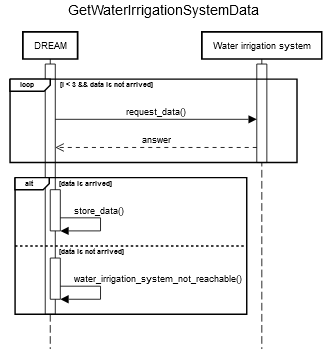 GetWaterIrrigationSystemData
DREAM
Water irrigation system
loop
[i < 3 && data is not arrived]
request_data()
answer
alt
[data is arrived]
store_data()
[data is not arrived]
water_irrigation_system_not_reachable()